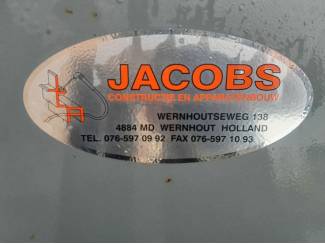 JACOBS
CONSTRUCTIE EN APPARATENBOUW
WERNHOUTSEWEG 138
4884 MD WERNHOUT HOLLAND
TEL. 076-597 09 92 FAX 076-597 10 93